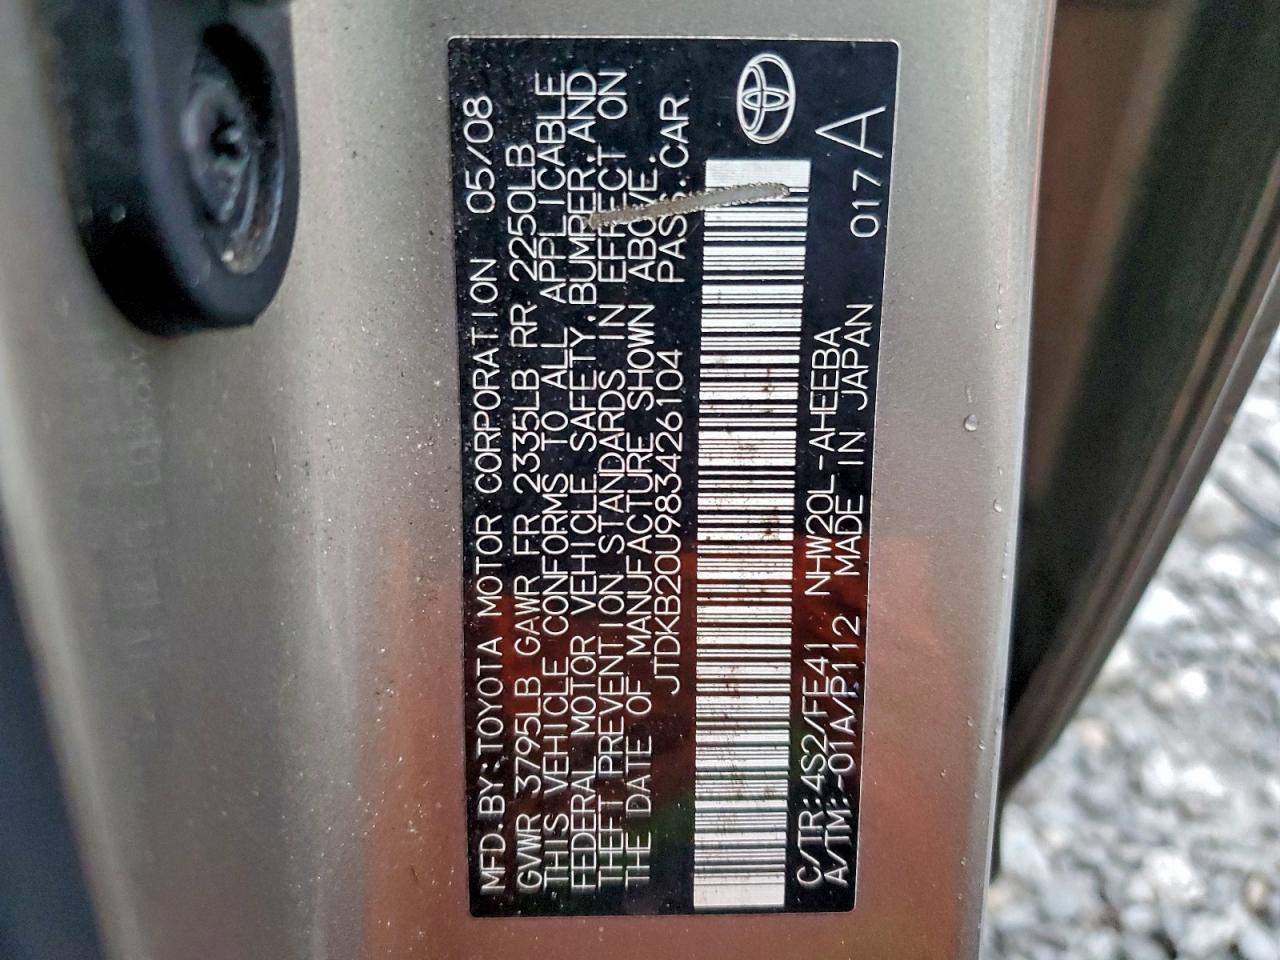 MFD. BY: TOYOTA MOTOR CORPORATION 05/08
GVWR 3795LB GAWR FR 2335LB RR 2250LB
THIS VEHICLE CONFORMS TO ALL APPLICABLE
FEDERAL MOTOR VEHICLE SAFETY, BUMPER, AND
THEFT PREVENTION STANDARDS IN EFFECT ON
THE DATE OF MANUFACTURE SHOWN ABOVE.
JTDKB20U983426104 PASS. CAR
C/TR: 4S2/FE41 NHW20L-AHEEBA
A/TM: -01A/P112 MADE IN JAPAN 017 A